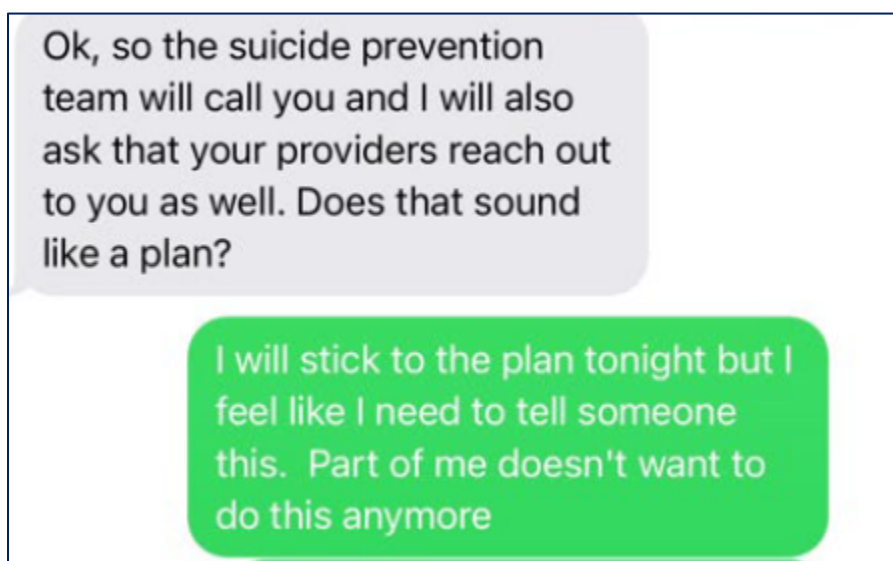 Ok, so the suicide prevention
team will call you and I will also
ask that your providers reach out
to you as well. Does that sound
like a plan?
I will stick to the plan tonight but I
feel like I need to tell someone
this.  Part of me doesn't want to
do this anymore